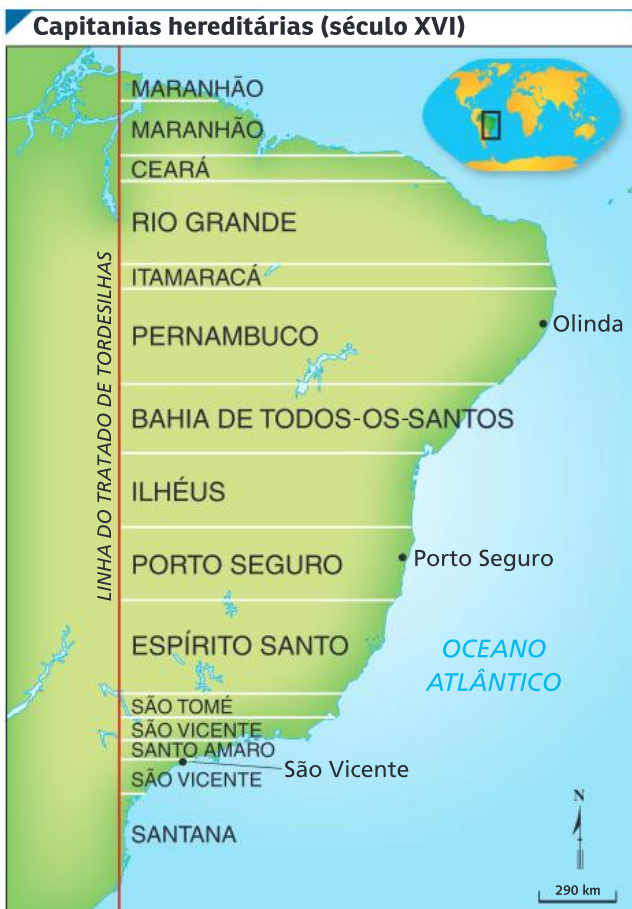 Capitanias hereditárias (século XVI)
MARANHÃO
MARANHÃO
CEARÁ
RIO GRANDE
ITAMARACÁ
PERNAMBUCO
Olinda
BAHIA DE TODOS-OS-SANTOS
LINHA DO TRATADO DE TORDESILHAS
ILHÉUS
PORTO SEGURO
Porto Seguro
ESPÍRITO SANTO
OCEANO
ATLÂNTICO
SÃO TOMÉ
SÃO VICENTE
SANTO AMARO
São Vicente
SÃO VICENTE
SANTANA
N
290 km